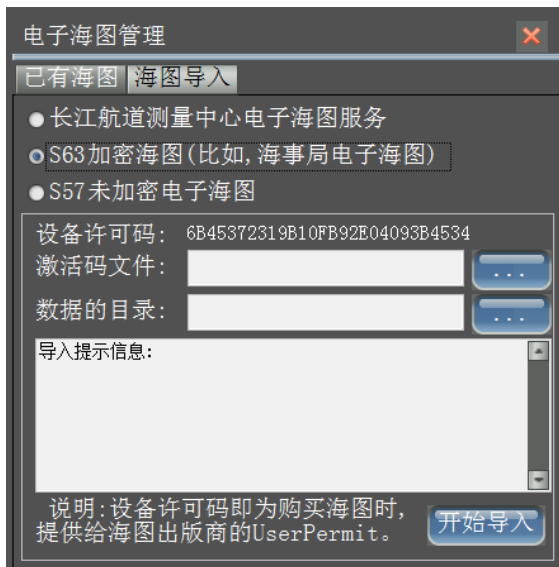 电子海图管理
已有海图 海图导入
长江航道测量中心电子海图服务
S63加密海图(比如,海事局电子海图)
S57未加密电子海图
设备许可码: 6B45372319B10FB92E04093B4534
激活码文件: ...
数据的目录: ...
导入提示信息:
说明:设备许可码即为购买海图时,
提供给海图出版商的UserPermit。
开始导入